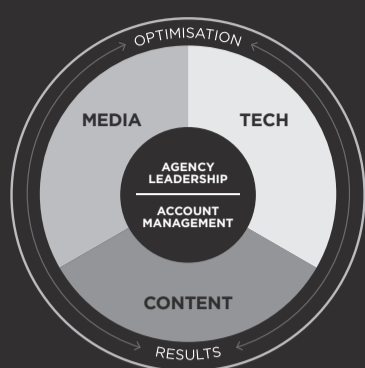 OPTIMISATION
MEDIA
TECH
AGENCY
LEADERSHIP
ACCOUNT
MANAGEMENT
CONTENT
RESULTS